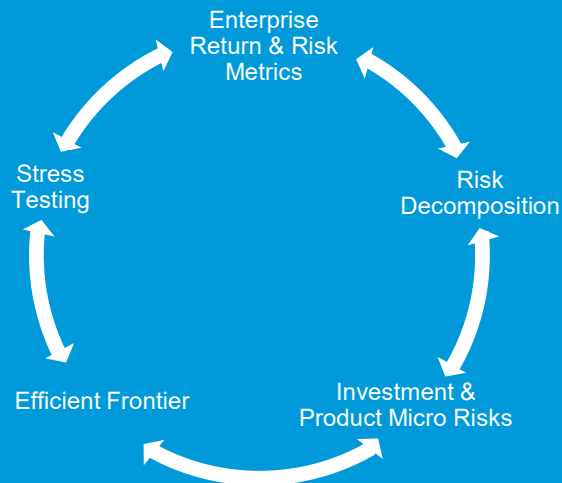 Enterprise
Return & Risk
Metrics
Stress
Testing
Risk
Decomposition
Efficient Frontier
Investment &
Product Micro Risks